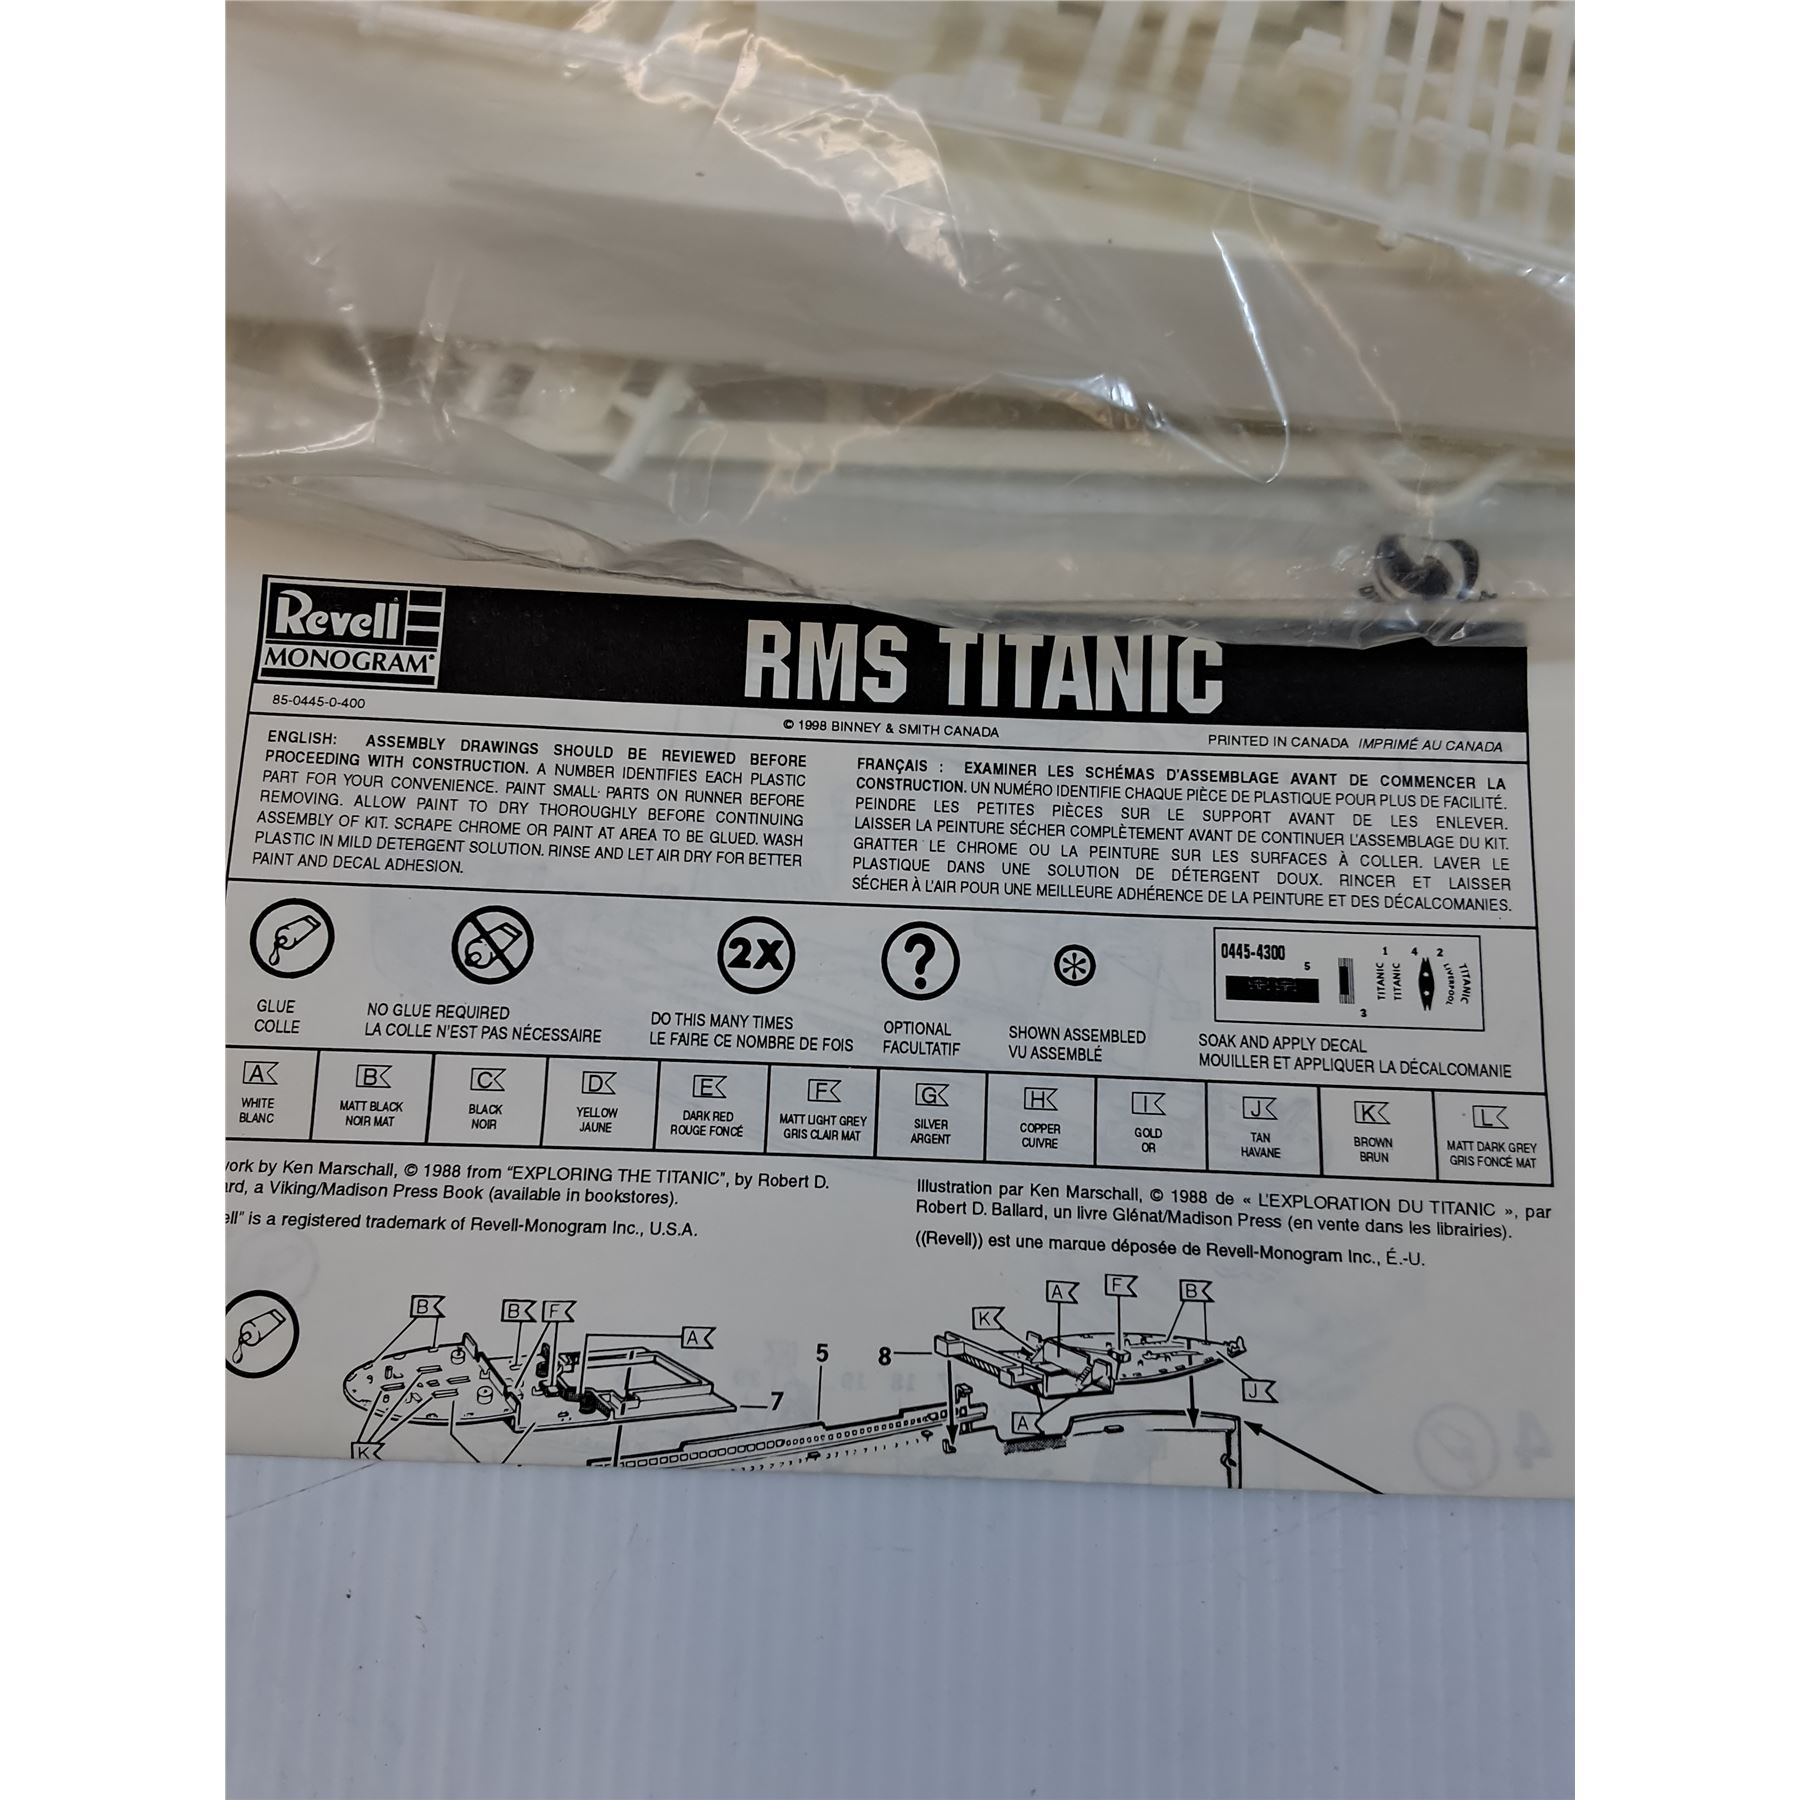 Revell
MONOGRAM
RMS TITANIC
85-0445-0-400
© 1998 BINNEY & SMITH CANADA
PRINTED IN CANADA IMPRIMÉ AU CANADA
ENGLISH: ASSEMBLY DRAWINGS SHOULD BE REVIEWED BEFORE
PROCEEDING WITH CONSTRUCTION. A NUMBER IDENTIFIES EACH PLASTIC
PART FOR YOUR CONVENIENCE. PAINT SMALL PARTS ON RUNNER BEFORE
REMOVING. ALLOW PAINT TO DRY THOROUGHLY BEFORE CONTINUING
ASSEMBLY OF KIT. SCRAPE CHROME OR PAINT AT AREA TO BE GLUED. WASH
PLASTIC IN MILD DETERGENT SOLUTION. RINSE AND LET AIR DRY FOR BETTER
PAINT AND DECAL ADHESION.
FRANÇAIS : EXAMINER LES SCHÉMAS D'ASSEMBLAGE AVANT DE COMMENCER LA
CONSTRUCTION. UN NUMÉRO IDENTIFIE CHAQUE PIÈCE DE PLASTIQUE POUR PLUS DE FACILITÉ.
PEINDRE LES PETITES PIÈCES SUR LE SUPPORT AVANT DE LES ENLEVER.
LAISSER LA PEINTURE SÉCHER COMPLÈTEMENT AVANT DE CONTINUER L'ASSEMBLAGE DU KIT.
GRATTER LE CHROME OU LA PEINTURE SUR LES SURFACES À COLLER. LAVER LE
PLASTIQUE DANS UNE SOLUTION DE DÉTERGENT DOUX. RINCER ET LAISSER
SÉCHER À L'AIR POUR UNE MEILLEURE ADHÉRENCE DE LA PEINTURE ET DES DÉCALCOMANIES.
2X
?
0445-4300
5
1 4 2
TITANIC
TITANIC
TITANIC
LIVERPOOL
3
GLUE
COLLE
NO GLUE REQUIRED
LA COLLE N'EST PAS NÉCESSAIRE
DO THIS MANY TIMES
LE FAIRE CE NOMBRE DE FOIS
OPTIONAL
FACULTATIF
SHOWN ASSEMBLED
VU ASSEMBLÉ
SOAK AND APPLY DECAL
MOUILLER ET APPLIQUER LA DÉCALCOMANIE
A
WHITE
BLANC
B
MATT BLACK
NOIR MAT
C
BLACK
NOIR
D
YELLOW
JAUNE
E
DARK RED
ROUGE FONCÉ
F
MATT LIGHT GREY
GRIS CLAIR MAT
G
SILVER
ARGENT
H
COPPER
CUIVRE
I
GOLD
OR
J
TAN
HAVANE
K
BROWN
BRUN
L
MATT DARK GREY
GRIS FONCÉ MAT
work by Ken Marschall, © 1988 from "EXPLORING THE TITANIC", by Robert D.
ard, a Viking/Madison Press Book (available in bookstores).
ell" is a registered trademark of Revell-Monogram Inc., U.S.A.
Illustration par Ken Marschall, © 1988 de « L'EXPLORATION DU TITANIC », par
Robert D. Ballard, un livre Glénat/Madison Press (en vente dans les librairies).
((Revell)) est une marque déposée de Revell-Monogram Inc., É.-U.
B B F A
K
7
5
8
K A F B
J
A